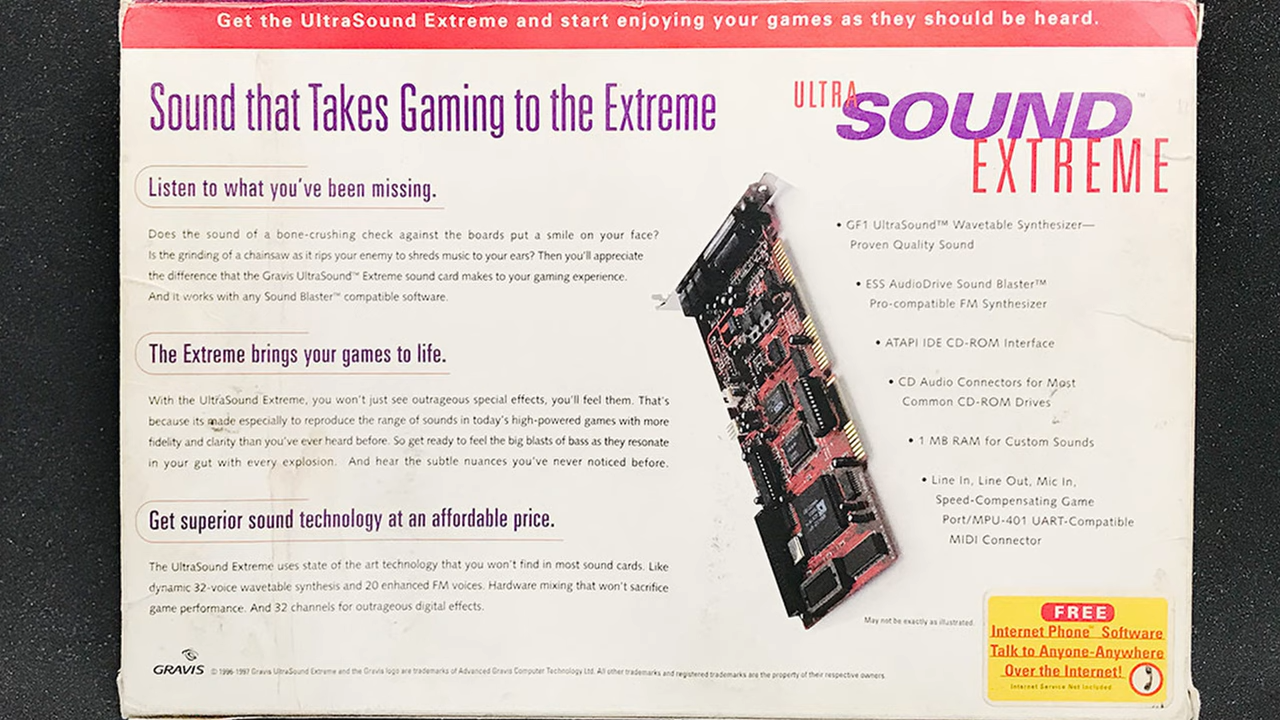 Get the UltraSound Extreme and start enjoying your games as they should be heard.
Sound that Takes Gaming to the Extreme
ULTRA
SOUND™
EXTREME
Listen to what you've been missing.
Does the sound of a bone-crushing check against the boards put a smile on your face?
Is the grinding of a chainsaw as it rips your enemy to shreds music to your ears? Then you'll appreciate
the difference that the Gravis UltraSound™ Extreme sound card makes to your gaming experience.
And it works with any Sound Blaster™ compatible software.
The Extreme brings your games to life.
With the UltraSound Extreme, you won't just see outrageous special effects, you'll feel them. That's
because its made especially to reproduce the range of sounds in today's high-powered games with more
fidelity and clarity than you've ever heard before. So get ready to feel the big blasts of bass as they resonate
in your gut with every explosion. And hear the subtle nuances you've never noticed before.
Get superior sound technology at an affordable price.
The UltraSound Extreme uses state of the art technology that you won't find in most sound cards. Like
dynamic 32-voice wavetable synthesis and 20 enhanced FM voices. Hardware mixing that won't sacrifice
game performance. And 32 channels for outrageous digital effects.
• GF1 UltraSound™ Wavetable Synthesizer—
Proven Quality Sound
• ESS AudioDrive Sound Blaster™
Pro-compatible FM Synthesizer
• ATAPI IDE CD-ROM Interface
• CD Audio Connectors for Most
Common CD-ROM Drives
• 1 MB RAM for Custom Sounds
• Line In, Line Out, Mic In,
Speed-Compensating Game
Port/MPU-401 UART-Compatible
MIDI Connector
May not be exactly as illustrated.
FREE
Internet Phone™ Software
Talk to Anyone-Anywhere
Over the Internet!
Internet Service Not Included.
GRAVIS
© 1996-1997 Gravis UltraSound Extreme and the Gravis logo are trademarks of Advanced Gravis Computer Technology Ltd. All other trademarks and registered trademarks are the property of their respective owners.